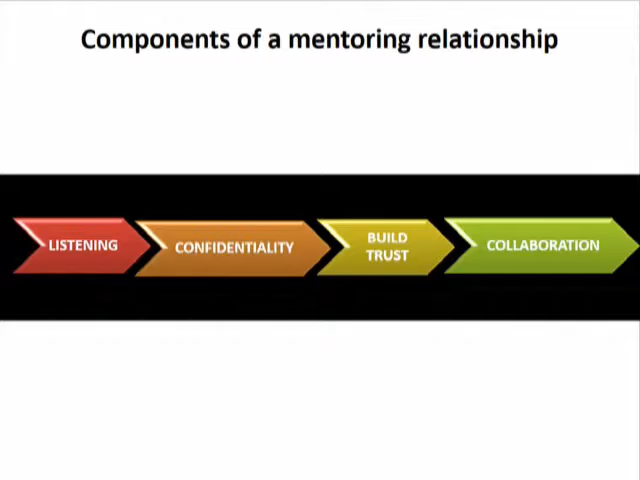 Components of a mentoring relationship
LISTENING
CONFIDENTIALITY
BUILD
TRUST
COLLABORATION